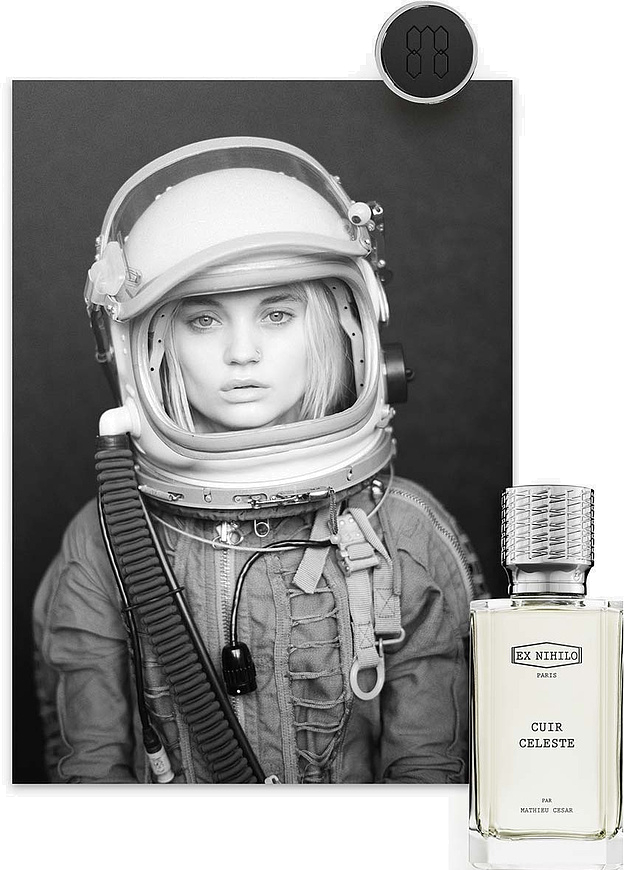 EX NIHILO
PARIS
CUIR
CELESTE
PAR
MATHIEU CESAR